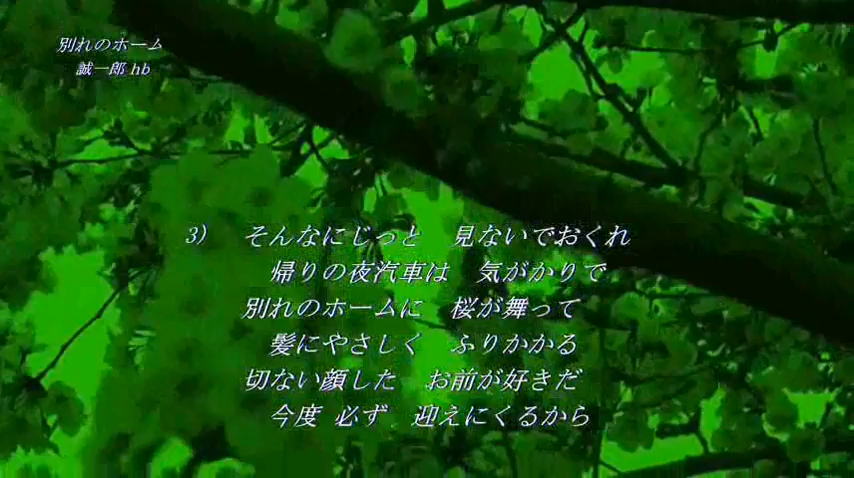 別れのホーム
誠一郎 hb
3) そんなにじっと 見ないでおくれ
帰りの夜汽車は 気がかりで
別れのホームに 桜が舞って
髪にやさしく ふりかかる
切ない顔した お前が好きだ
今度 必ず 迎えにくるから